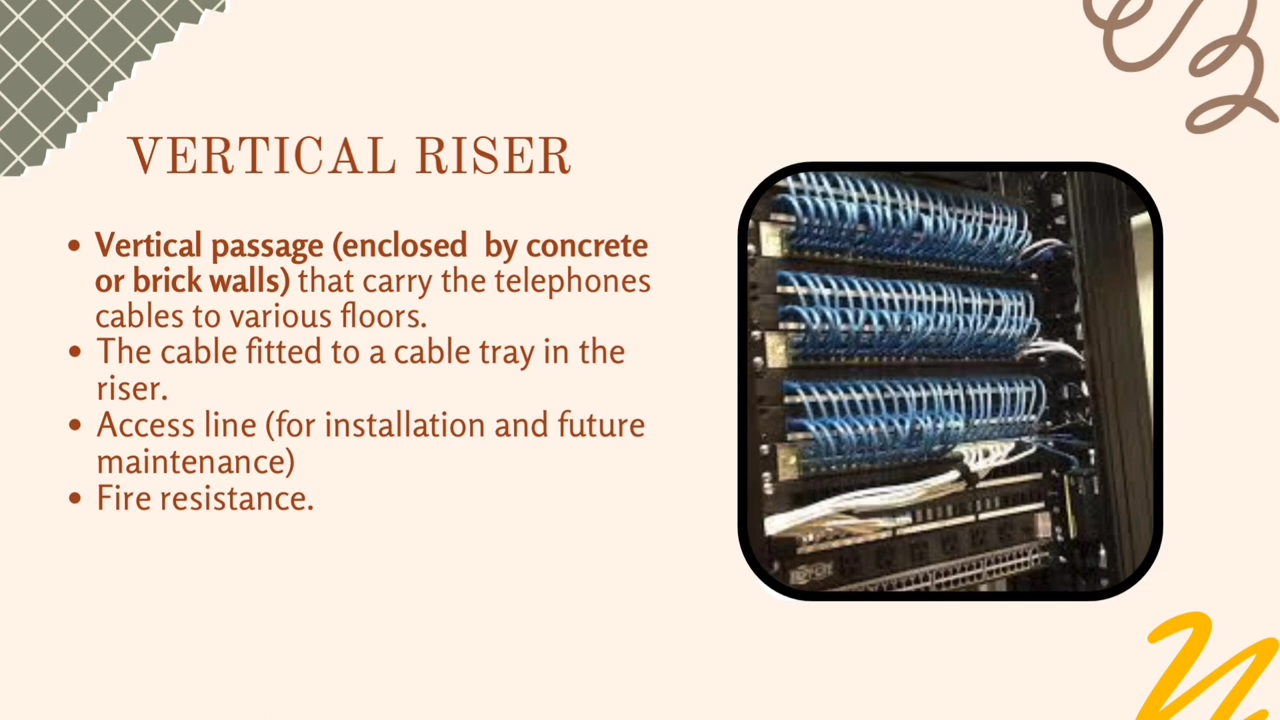 VERTICAL RISER
• Vertical passage (enclosed by concrete
or brick walls) that carry the telephones
cables to various floors.
• The cable fitted to a cable tray in the
riser.
• Access line (for installation and future
maintenance)
• Fire resistance.